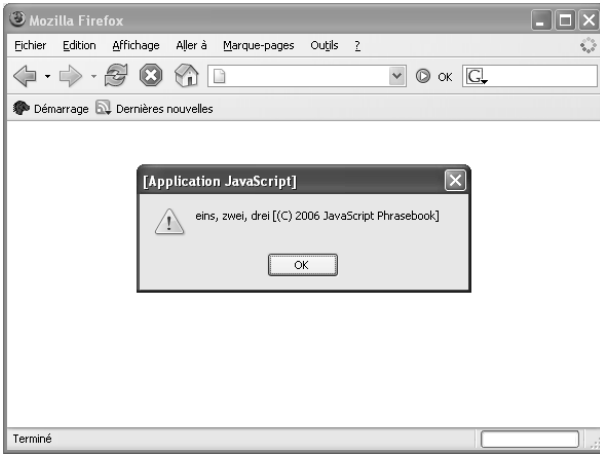 Mozilla Firefox
Fichier Edition Affichage Aller à Marque-pages Outils ?
OK G
Démarrage Dernières nouvelles
[Application JavaScript]
eins, zwei, drei [(C) 2006 JavaScript Phrasebook]
OK
Terminé